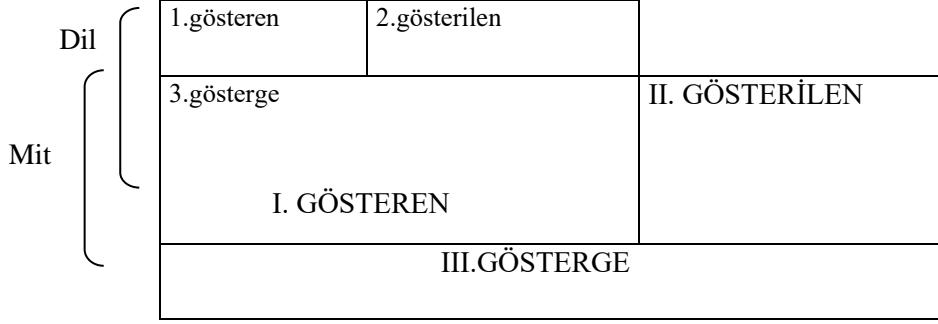 Dil
1.gösteren
2.gösterilen
Mit
3.gösterge
II. GÖSTERİLEN
I. GÖSTEREN
III.GÖSTERGE